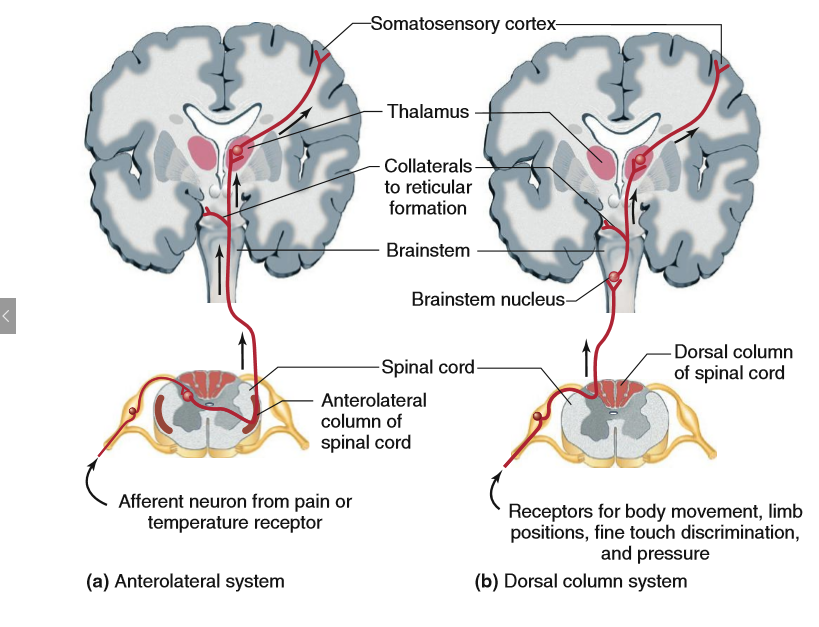 Somatosensory cortex
Thalamus
Collaterals
to reticular
formation
Brainstem
Brainstem nucleus
Spinal cord
Dorsal column
of spinal cord
Anterolateral
column of
spinal cord
Afferent neuron from pain or
temperature receptor
Receptors for body movement, limb
positions, fine touch discrimination,
and pressure
(a) Anterolateral system
(b) Dorsal column system